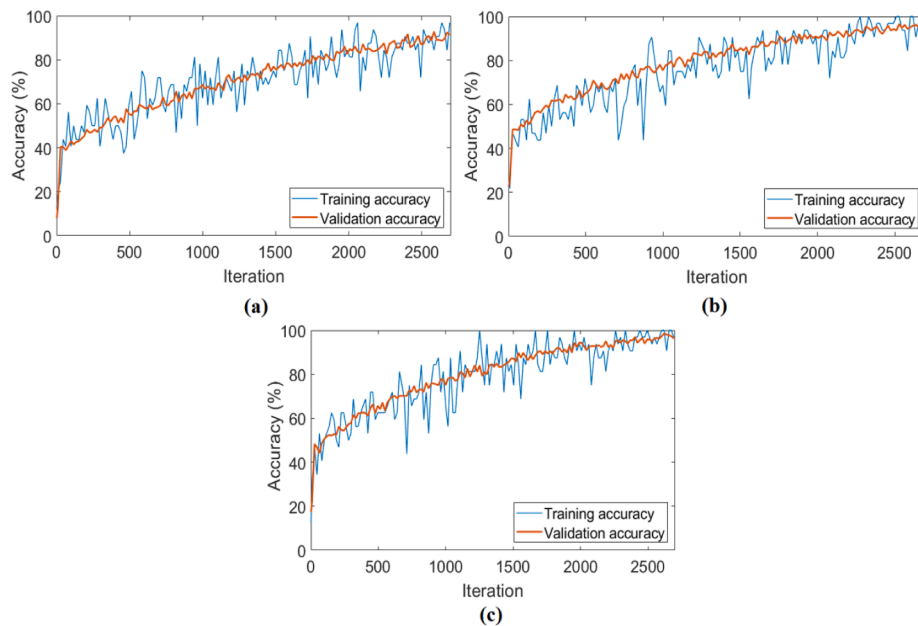 100
80
60
40
20
0
Accuracy (%)
Training accuracy
Validation accuracy
0 500 1000 1500 2000 2500
Iteration
(a)
100
80
60
40
20
0
Accuracy (%)
Training accuracy
Validation accuracy
0 500 1000 1500 2000 2500
Iteration
(b)
100
80
60
40
20
0
Accuracy (%)
Training accuracy
Validation accuracy
0 500 1000 1500 2000 2500
Iteration
(c)